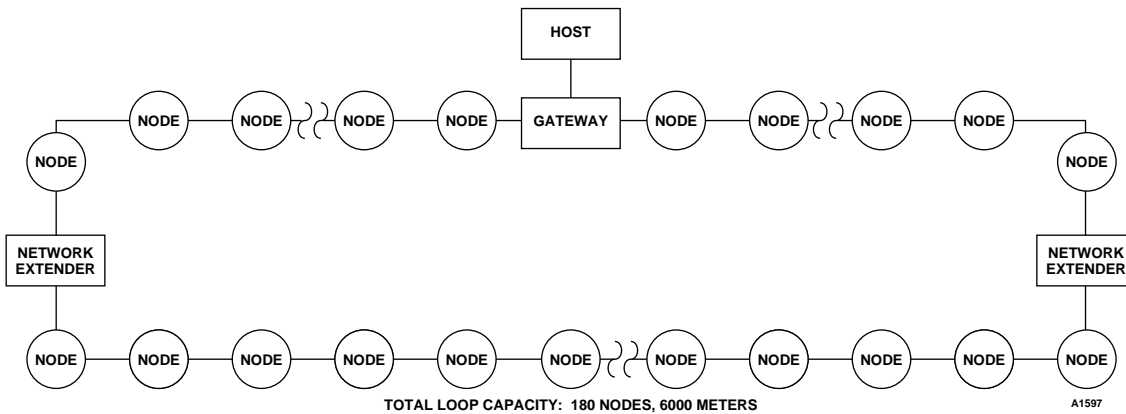 HOST
NODE
NODE
NODE
NODE
GATEWAY
NODE
NODE
NODE
NODE
NODE
NODE
NETWORK
EXTENDER
NETWORK
EXTENDER
NODE
NODE
NODE
NODE
NODE
NODE
NODE
NODE
NODE
NODE
NODE
TOTAL LOOP CAPACITY: 180 NODES, 6000 METERS
A1597